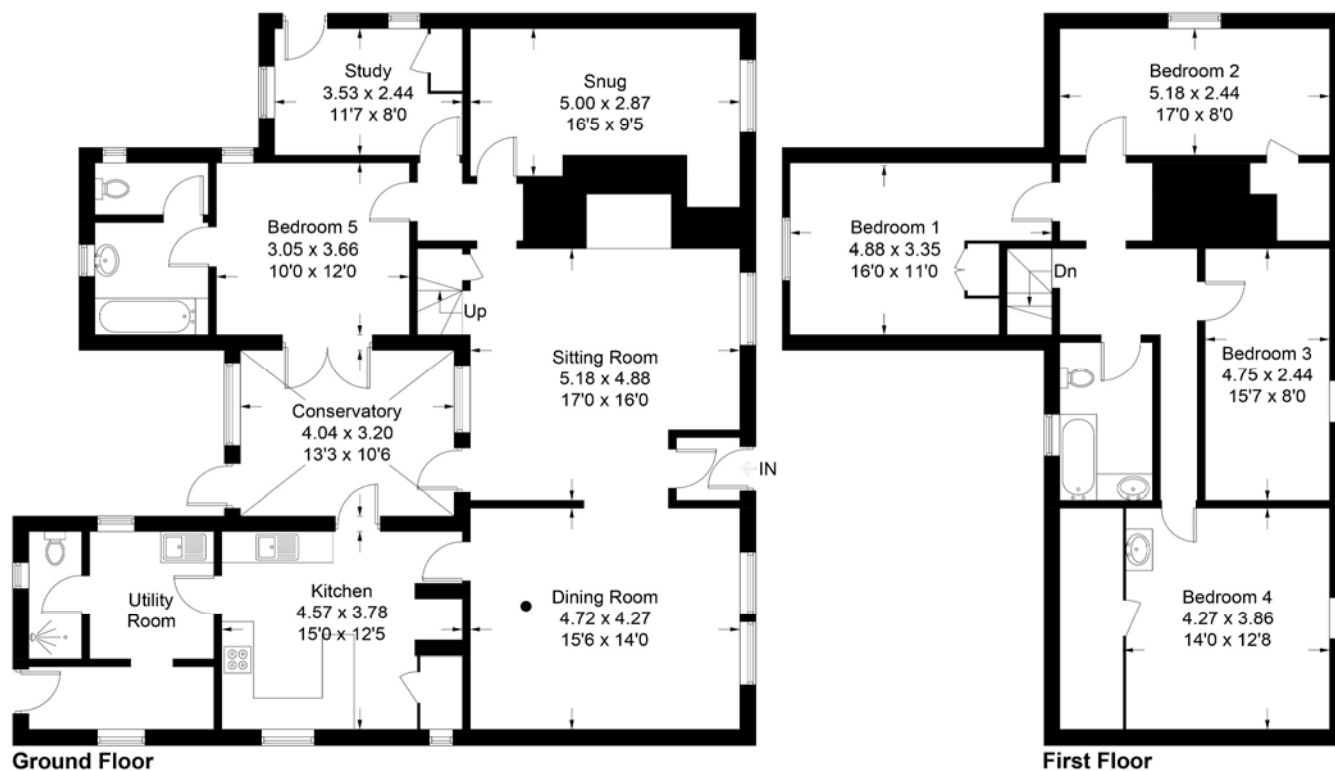 Study
3.53 x 2.44
11'7 x 8'0
Snug
5.00 x 2.87
16'5 x 9'5
Bedroom 5
3.05 x 3.66
10'0 x 12'0
Up
Sitting Room
5.18 x 4.88
17'0 x 16'0
Conservatory
4.04 x 3.20
13'3 x 10'6
IN
Utility
Room
Kitchen
4.57 x 3.78
15'0 x 12'5
Dining Room
4.72 x 4.27
15'6 x 14'0
Ground Floor
Bedroom 2
5.18 x 2.44
17'0 x 8'0
Bedroom 1
4.88 x 3.35
16'0 x 11'0
Dn
Bedroom 3
4.75 x 2.44
15'7 x 8'0
Bedroom 4
4.27 x 3.86
14'0 x 12'8
First Floor